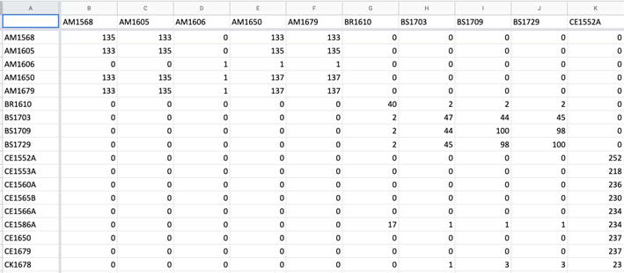 A B C D E F G H I J K
AM1568 AM1605 AM1606 AM1650 AM1679 BR1610 BS1703 BS1709 BS1729 CE1552A
AM1568 135 133 0 133 133 0 0 0 0 0
AM1605 133 135 0 135 135 0 0 0 0 0
AM1606 0 0 1 1 1 0 0 0 0 0
AM1650 133 135 1 137 137 0 0 0 0 0
AM1679 133 135 1 137 137 0 0 0 0 0
BR1610 0 0 0 0 0 40 2 2 2 0
BS1703 0 0 0 0 0 2 47 44 45 0
BS1709 0 0 0 0 0 2 44 100 98 0
BS1729 0 0 0 0 0 2 45 98 100 0
CE1552A 0 0 0 0 0 0 0 0 0 252
CE1553A 0 0 0 0 0 0 0 0 0 218
CE1560A 0 0 0 0 0 0 0 0 0 236
CE1565B 0 0 0 0 0 0 0 0 0 230
CE1566A 0 0 0 0 0 0 0 0 0 234
CE1586A 0 0 0 0 0 17 1 1 1 234
CE1650 0 0 0 0 0 0 0 0 0 237
CE1679 0 0 0 0 0 0 0 0 0 237
CK1678 0 0 0 0 0 0 1 3 3 23